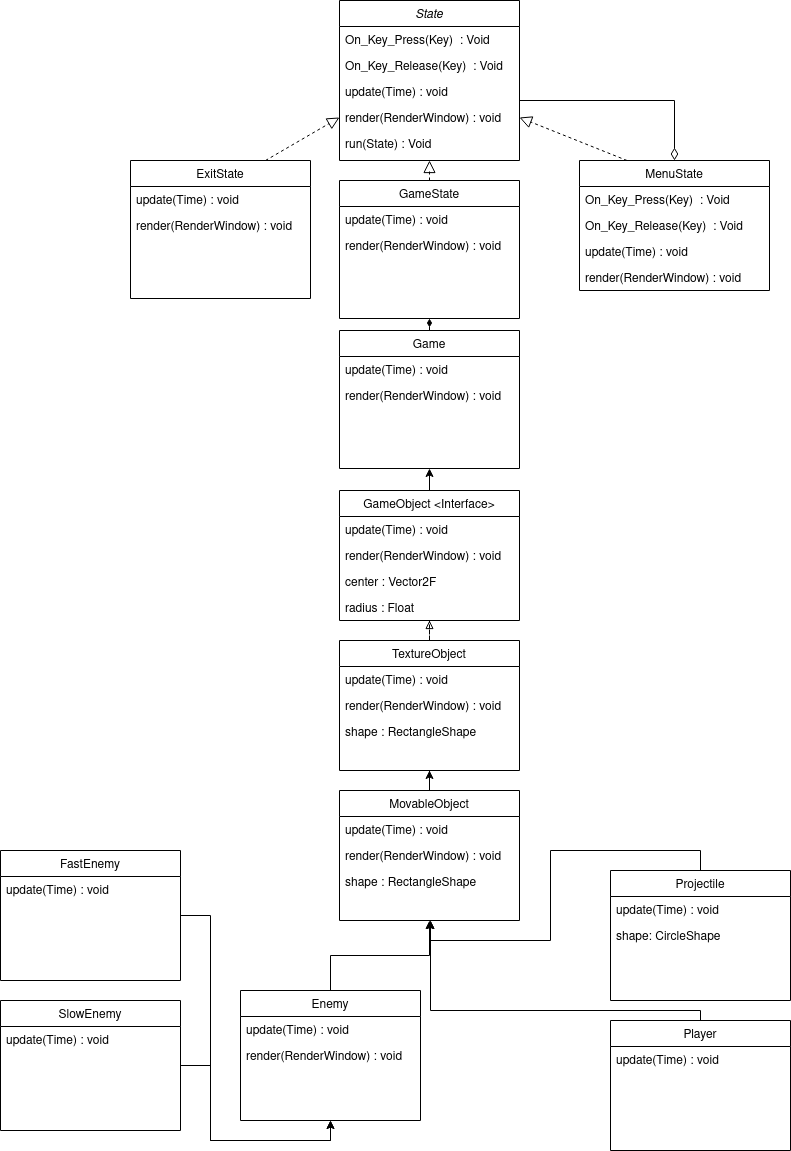 State
On_Key_Press(Key) : Void
On_Key_Release(Key) : Void
update(Time) : void
render(RenderWindow) : void
run(State) : Void
ExitState
update(Time) : void
render(RenderWindow) : void
GameState
update(Time) : void
render(RenderWindow) : void
MenuState
On_Key_Press(Key) : Void
On_Key_Release(Key) : Void
update(Time) : void
render(RenderWindow) : void
Game
update(Time) : void
render(RenderWindow) : void
GameObject <Interface>
update(Time) : void
render(RenderWindow) : void
center : Vector2F
radius : Float
TextureObject
update(Time) : void
render(RenderWindow) : void
shape : RectangleShape
MovableObject
update(Time) : void
render(RenderWindow) : void
shape : RectangleShape
FastEnemy
update(Time) : void
Projectile
update(Time) : void
shape: CircleShape
SlowEnemy
update(Time) : void
Enemy
update(Time) : void
render(RenderWindow) : void
Player
update(Time) : void